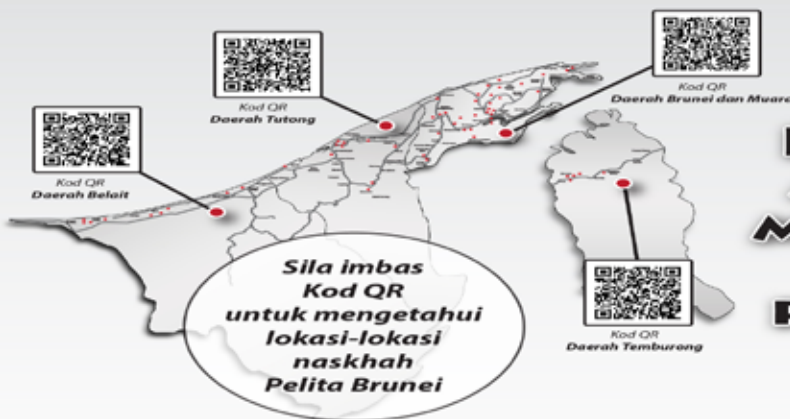 Kod QR
Daerah Tutong
Kod QR
Daerah Brunei dan Muara
Kod QR
Daerah Belait
Sila imbas
Kod QR
untuk mengetahui
lokasi-lokasi
naskhah
Pelita Brunei
Kod QR
Daerah Temburong